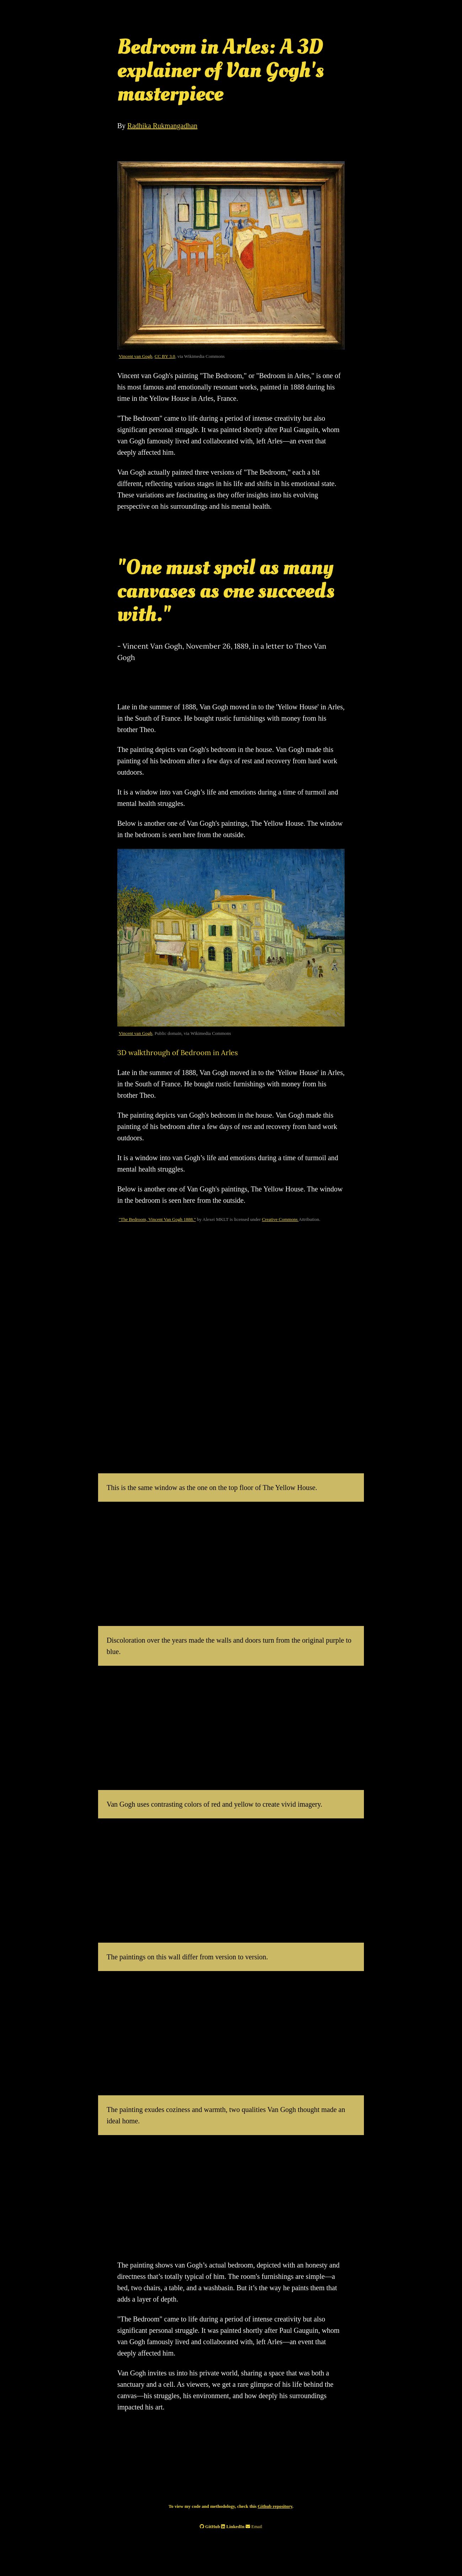 Bedroom in Arles: A 3D
explainer of Van Gogh's
masterpiece
By Radhika Rukmangadhan
Vincent van Gogh, CC BY 3.0 via Wikimedia Commons
Vincent van Gogh's painting "The Bedroom," or "Bedroom in Arles," is one of
his most famous and emotionally resonant works, painted in 1888 during his
time in the Yellow House in Arles, France.
"The Bedroom" came to life during a period of intense creativity but also
significant personal struggle. It was painted shortly after Paul Gauguin, whom
van Gogh famously lived and collaborated with, left Arles—an event that
deeply affected him.
Van Gogh actually painted three versions of "The Bedroom," each a bit
different, reflecting various stages in his life and shifts in his emotional state.
These variations are fascinating as they offer insights into his evolving
perspective on his surroundings and his mental health.
"One must spoil as many
canvases as one succeeds
with."
- Vincent Van Gogh, November 26, 1889, in a letter to Theo Van
Gogh
Late in the summer of 1888, Van Gogh moved in to the 'Yellow House' in Arles,
in the South of France. He bought rustic furnishings with money from his
brother Theo.
The painting depicts van Gogh's bedroom in the house. Van Gogh made this
painting of his bedroom after a few days of rest and recovery from hard work
outdoors.
It is a window into van Gogh’s life and emotions during a time of turmoil and
mental health struggles.
Below is another one of Van Gogh's paintings, The Yellow House. The window
in the bedroom is seen here from the outside.
Vincent van Gogh, Public domain, via Wikimedia Commons
3D walkthrough of Bedroom in Arles
Late in the summer of 1888, Van Gogh moved in to the 'Yellow House' in Arles,
in the South of France. He bought rustic furnishings with money from his
brother Theo.
The painting depicts van Gogh's bedroom in the house. Van Gogh made this
painting of his bedroom after a few days of rest and recovery from hard work
outdoors.
It is a window into van Gogh’s life and emotions during a time of turmoil and
mental health struggles.
Below is another one of Van Gogh's paintings, The Yellow House. The window
in the bedroom is seen here from the outside.
"The Bedroom, Vincent Van Gogh 1888." by Alexei MKLT is licensed under Creative Commons Attribution.
This is the same window as the one on the top floor of The Yellow House.
Discoloration over the years made the walls and doors turn from the original purple to
blue.
Van Gogh uses contrasting colors of red and yellow to create vivid imagery.
The paintings on this wall differ from version to version.
The painting exudes coziness and warmth, two qualities Van Gogh thought made an
ideal home.
The painting shows van Gogh’s actual bedroom, depicted with an honesty and
directness that’s totally typical of him. The room's furnishings are simple—a
bed, two chairs, a table, and a washbasin. But it’s the way he paints them that
adds a layer of depth.
"The Bedroom" came to life during a period of intense creativity but also
significant personal struggle. It was painted shortly after Paul Gauguin, whom
van Gogh famously lived and collaborated with, left Arles—an event that
deeply affected him.
Van Gogh invites us into his private world, sharing a space that was both a
sanctuary and a cell. As viewers, we get a rare glimpse of his life behind the
canvas—his struggles, his environment, and how deeply his surroundings
impacted his art.
To view my code and methodology, check this Github repository.
GitHub LinkedIn Email